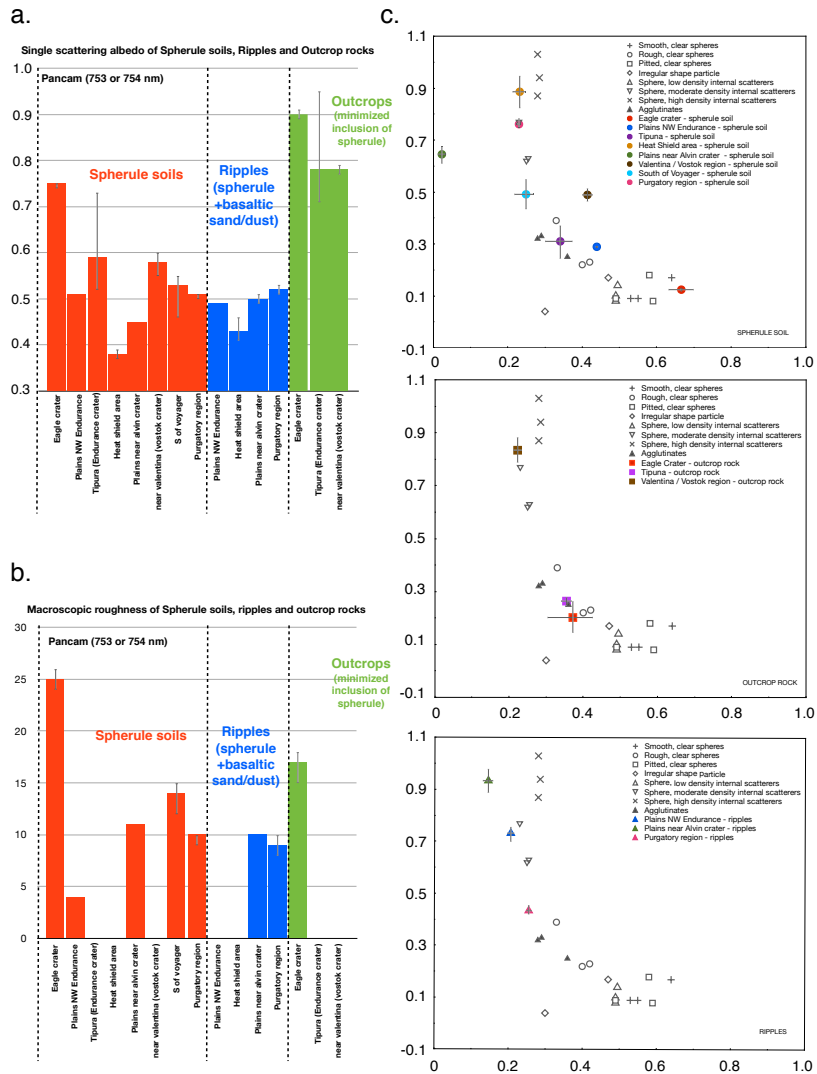 a.
Single scattering albedo of Spherule soils, Ripples and Outcrop rocks
1.0
0.9
0.8
0.7
0.6
0.5
0.4
0.3
Pancam (753 or 754 nm)
Spherule soils
Ripples
(spherule
+basaltic
sand/dust)
Outcrops
(minimized
inclusion of
spherule)
Eagle crater
Plains NW Endurance
Tipura (Endurance crater)
Heat shield area
Plains near alvin crater
near valentina (vostok crater)
S of voyager
Purgatory region
Plains NW Endurance
Heat shield area
Plains near alvin crater
Purgatory region
Eagle crater
Tipura (Endurance crater)
near valentina (vostok crater)
b.
Macroscopic roughness of Spherule soils, ripples and outcrop rocks
30
25
20
15
10
5
0
Pancam (753 or 754 nm)
Spherule soils
Ripples
(spherule
+basaltic
sand/dust)
Outcrops
(minimized
inclusion of
spherule)
Eagle crater
Plains NW Endurance
Tipura (Endurance crater)
Heat shield area
Plains near alvin crater
near valentina (vostok crater)
S of voyager
Purgatory region
Plains NW Endurance
Heat shield area
Plains near alvin crater
Purgatory region
Eagle crater
Tipura (Endurance crater)
near valentina (vostok crater)
c.
1.1
0.9
0.7
0.5
0.3
0.1
-0.1
Smooth, clear spheres
Rough, clear spheres
Pitted, clear spheres
Irregular shape particle
Sphere, low density internal scatterers
Sphere, moderate density internal scatterers
Sphere, high density internal scatterers
Agglutinates
Eagle crater - spherule soil
Plains NW Endurance - spherule soil
Tipuna - spherule soil
Heat Shield area - spherule soil
Plains near Alvin crater - spherule soil
Valentina / Vostok region - spherule soil
South of Voyager - spherule soil
Purgatory region - spherule soil
SPHERULE SOIL
0.0 0.2 0.4 0.6 0.8 1.0
1.1
0.9
0.7
0.5
0.3
0.1
-0.1
Smooth, clear spheres
Rough, clear spheres
Pitted, clear spheres
Irregular shape particle
Sphere, low density internal scatterers
Sphere, moderate density internal scatterers
Sphere, high density internal scatterers
Agglutinates
Eagle Crater - outcrop rock
Tipuna - outcrop rock
Valentina / Vostok region - outcrop rock
OUTCROP ROCK
0.0 0.2 0.4 0.6 0.8 1.0
1.1
0.9
0.7
0.5
0.3
0.1
-0.1
Smooth, clear spheres
Rough, clear spheres
Pitted, clear spheres
Irregular shape particle
Sphere, low density internal scatterers
Sphere, moderate density internal scatterers
Sphere, high density internal scatterers
Agglutinates
Plains NW Endurance - ripples
Plains near Alvin crater - ripples
Purgatory region - ripples
RIPPLES
0.0 0.2 0.4 0.6 0.8 1.0